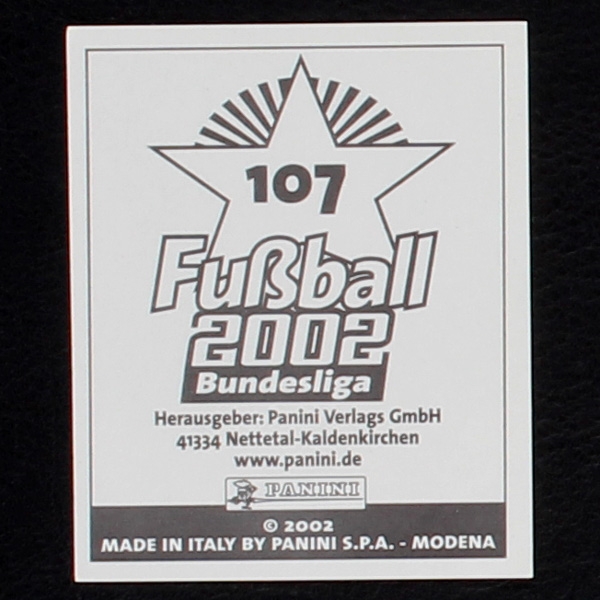 107
Fußball
2002
Bundesliga
Herausgeber: Panini Verlags GmbH
41334 Nettetal-Kaldenkirchen
www.panini.de
PANINI
© 2002
MADE IN ITALY BY PANINI S.P.A. - MODENA